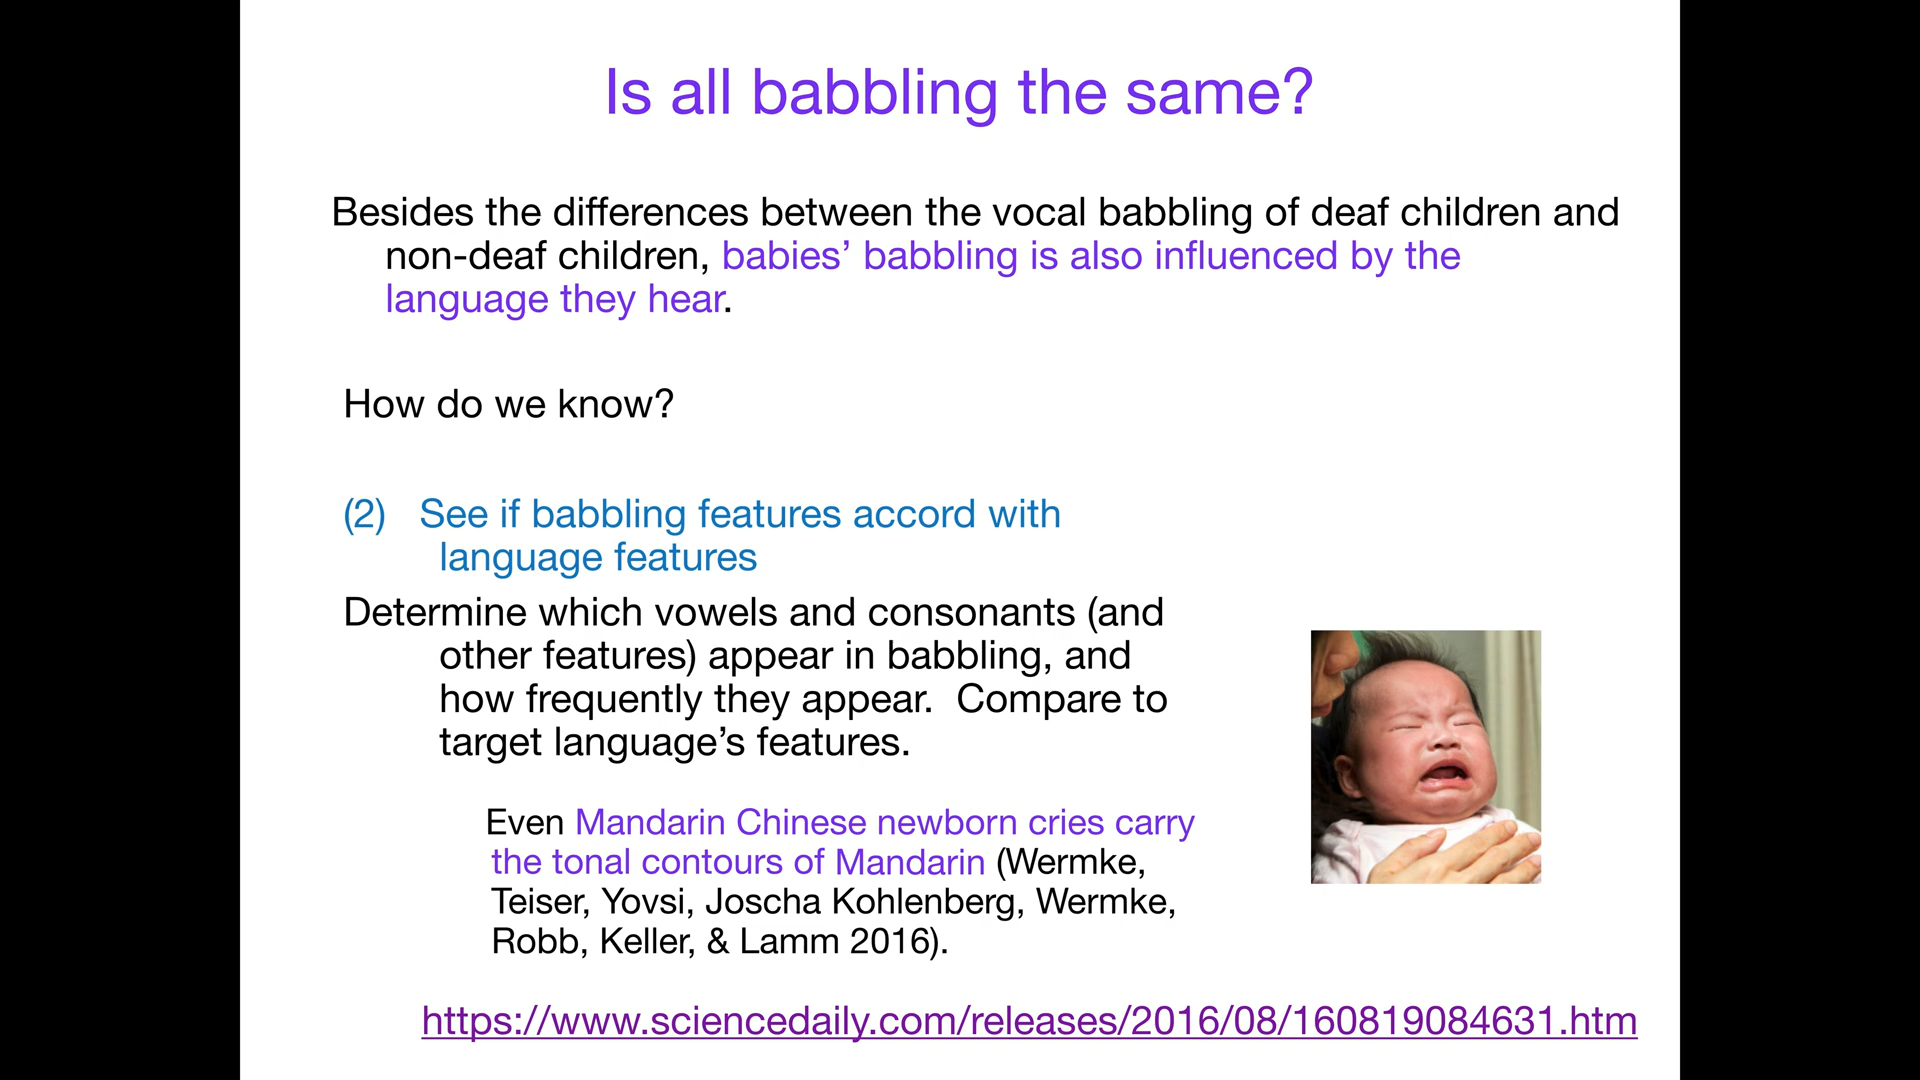 Is all babbling the same?
Besides the differences between the vocal babbling of deaf children and
non-deaf children, babies’ babbling is also influenced by the
language they hear.
How do we know?
(2) See if babbling features accord with
language features
Determine which vowels and consonants (and
other features) appear in babbling, and
how frequently they appear. Compare to
target language’s features.
Even Mandarin Chinese newborn cries carry
the tonal contours of Mandarin (Wermke,
Teiser, Yovsi, Joscha Kohlenberg, Wermke,
Robb, Keller, & Lamm 2016).
https://www.sciencedaily.com/releases/2016/08/160819084631.htm